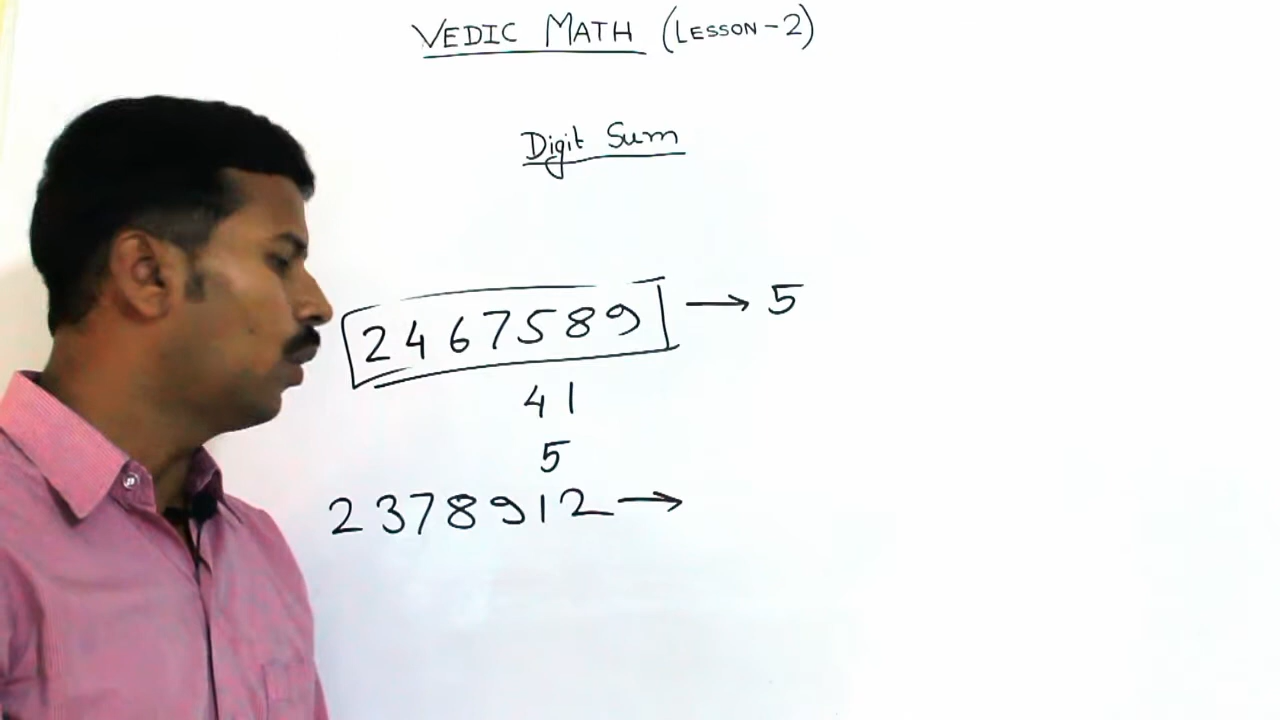 VEDIC MATH (LESSON-2)
Digit Sum
2467589 → 5
41
5
2378912 →